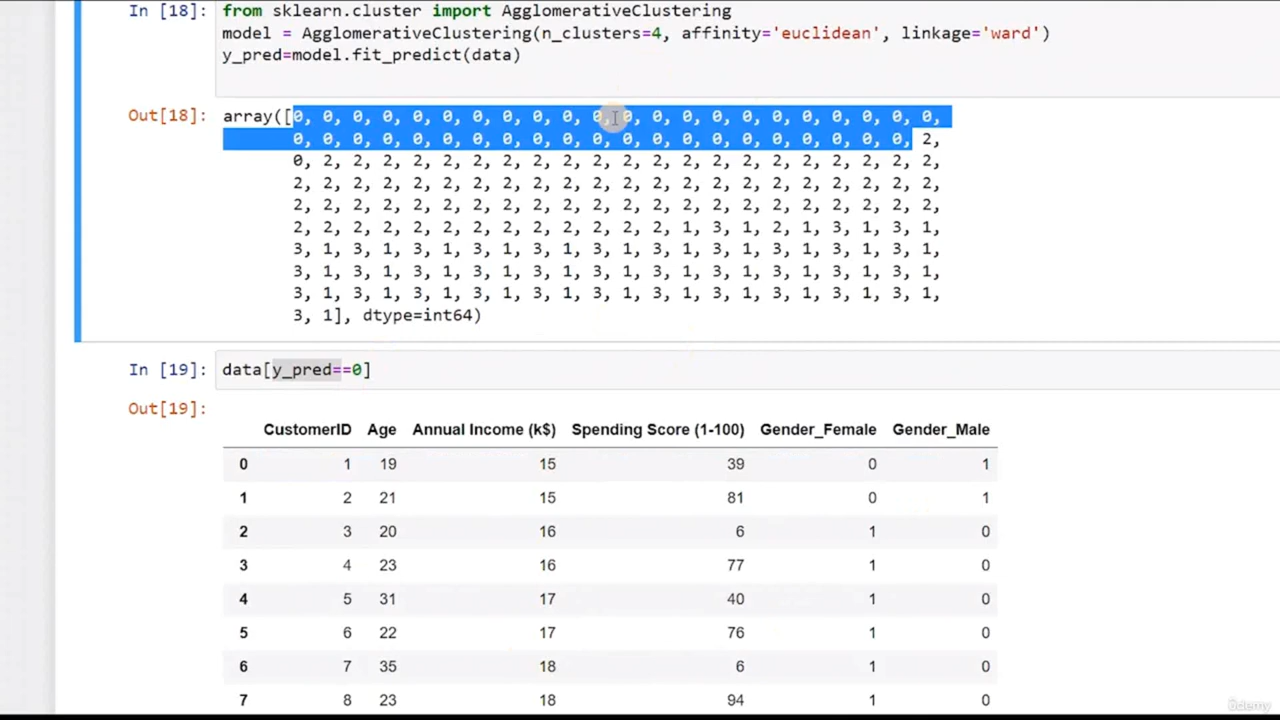 In [18]: from sklearn.cluster import AgglomerativeClustering
model = AgglomerativeClustering(n_clusters=4, affinity='euclidean', linkage='ward')
y_pred=model.fit_predict(data)
Out[18]: array([0, 0, 0, 0, 0, 0, 0, 0, 0, 0, 0, 0, 0, 0, 0, 0, 0, 0, 0, 0, 0, 0,
0, 0, 0, 0, 0, 0, 0, 0, 0, 0, 0, 0, 0, 0, 0, 0, 0, 0, 0, 0, 0, 2,
0, 2, 2, 2, 2, 2, 2, 2, 2, 2, 2, 2, 2, 2, 2, 2, 2, 2, 2, 2, 2, 2,
2, 2, 2, 2, 2, 2, 2, 2, 2, 2, 2, 2, 2, 2, 2, 2, 2, 2, 2, 2, 2, 2,
2, 2, 2, 2, 2, 2, 2, 2, 2, 2, 2, 2, 2, 2, 2, 2, 2, 2, 2, 2, 2, 2,
2, 2, 2, 2, 2, 2, 2, 2, 2, 2, 2, 2, 2, 1, 3, 1, 2, 1, 3, 1, 3, 1,
3, 1, 3, 1, 3, 1, 3, 1, 3, 1, 3, 1, 3, 1, 3, 1, 3, 1, 3, 1, 3, 1,
3, 1, 3, 1, 3, 1, 3, 1, 3, 1, 3, 1, 3, 1, 3, 1, 3, 1, 3, 1, 3, 1,
3, 1, 3, 1, 3, 1, 3, 1, 3, 1, 3, 1, 3, 1, 3, 1, 3, 1, 3, 1, 3, 1,
3, 1], dtype=int64)
In [19]: data[y_pred==0]
Out[19]:
CustomerID Age Annual Income (k$) Spending Score (1-100) Gender_Female Gender_Male
0 1 19 15 39 0 1
1 2 21 15 81 0 1
2 3 20 16 6 1 0
3 4 23 16 77 1 0
4 5 31 17 40 1 0
5 6 22 17 76 1 0
6 7 35 18 6 1 0
7 8 23 18 94 1 0
ûdemy